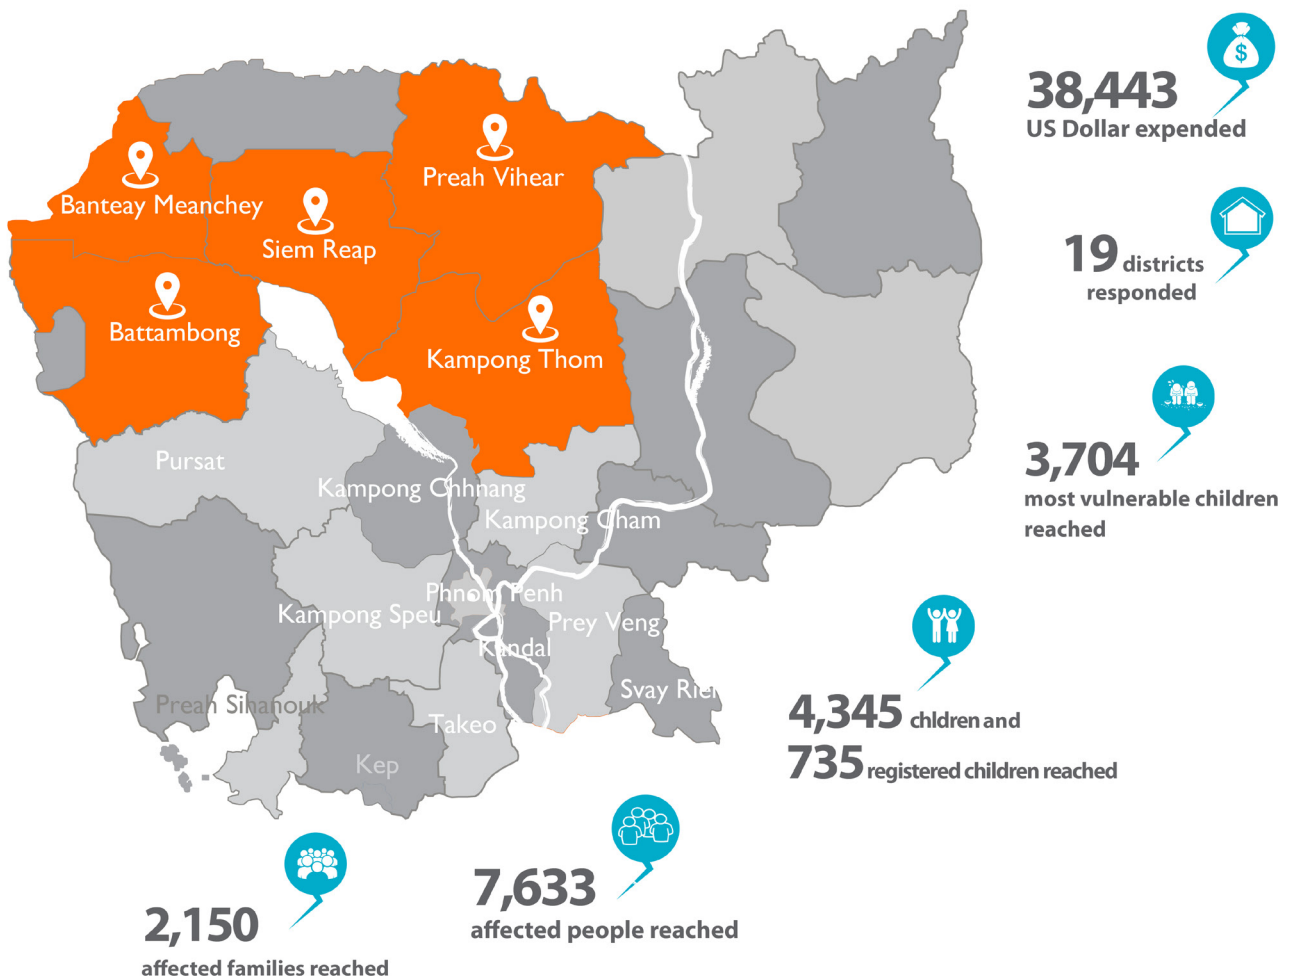 38,443
US Dollar expended
Preah Vihear
Banteay Meanchey
Siem Reap
19 districts
responded
Battambong
Kampong Thom
3,704
most vulnerable children
reached
Pursat
Kampong Chhnang
Kampong Cham
Phnom Penh
Kampong Speu
Prey Veng
Kandal
Svay Rien
Preah Sihanouk
Takeo
Kep
4,345 chldren and
735 registered children reached
7,633
affected people reached
2,150
affected families reached